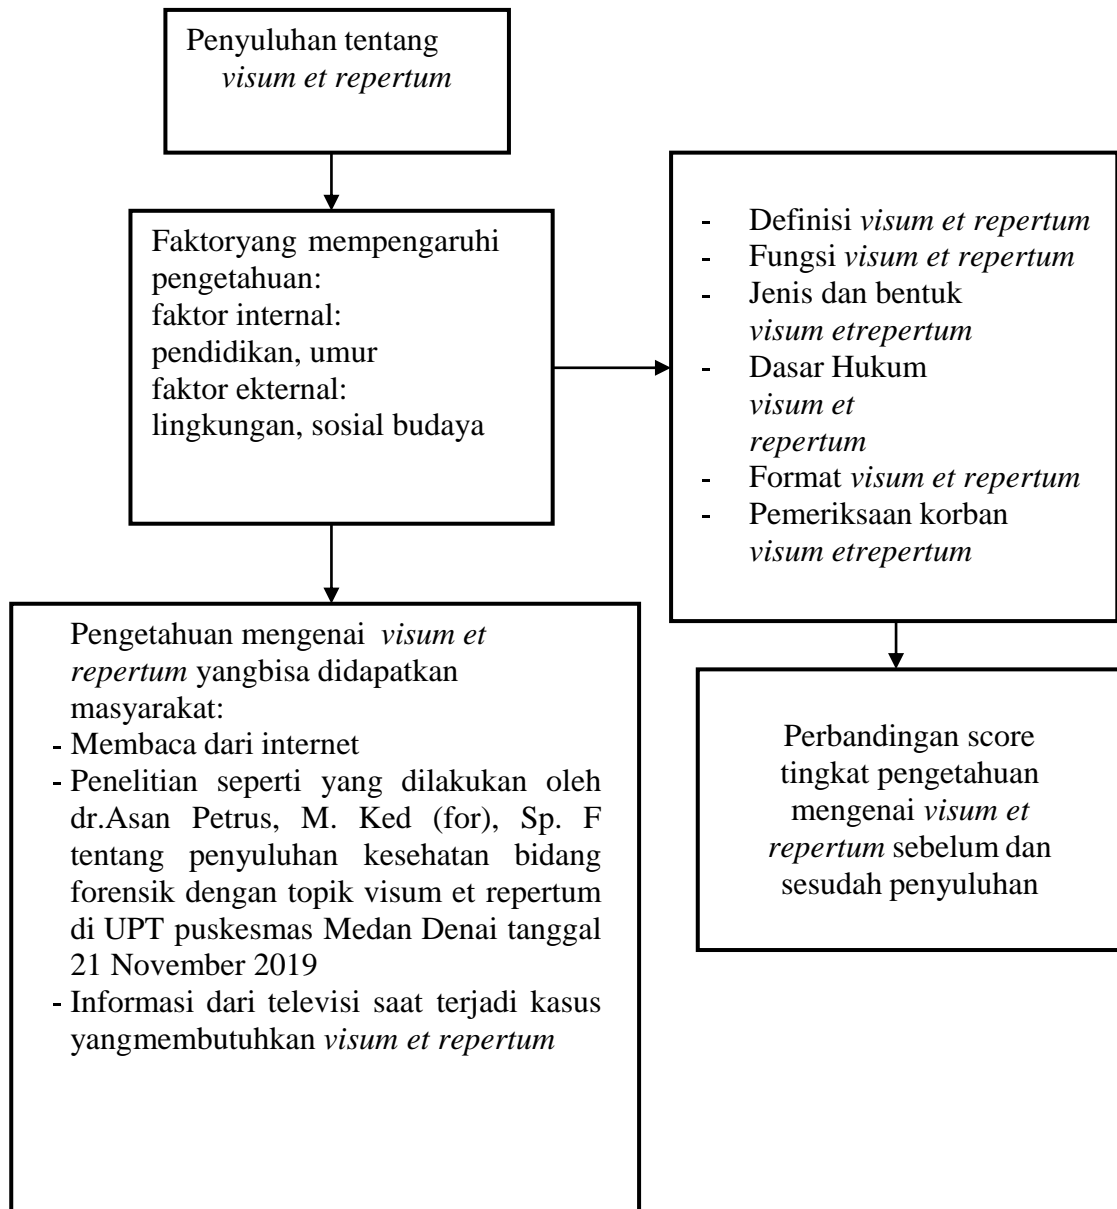 Penyuluhan tentang
visum et repertum
Faktoryang mempengaruhi
pengetahuan:
faktor internal:
pendidikan, umur
faktor ekternal:
lingkungan, sosial budaya
- Definisi visum et repertum
- Fungsi visum et repertum
- Jenis dan bentuk
visum etrepertum
- Dasar Hukum
visum et
repertum
- Format visum et repertum
- Pemeriksaan korban
visum etrepertum
Pengetahuan mengenai visum et
repertum yangbisa didapatkan
masyarakat:
- Membaca dari internet
- Penelitian seperti yang dilakukan oleh
dr.Asan Petrus, M. Ked (for), Sp. F
tentang penyuluhan kesehatan bidang
forensik dengan topik visum et repertum
di UPT puskesmas Medan Denai tanggal
21 November 2019
- Informasi dari televisi saat terjadi kasus
yangmembutuhkan visum et repertum
Perbandingan score
tingkat pengetahuan
mengenai visum et
repertum sebelum dan
sesudah penyuluhan